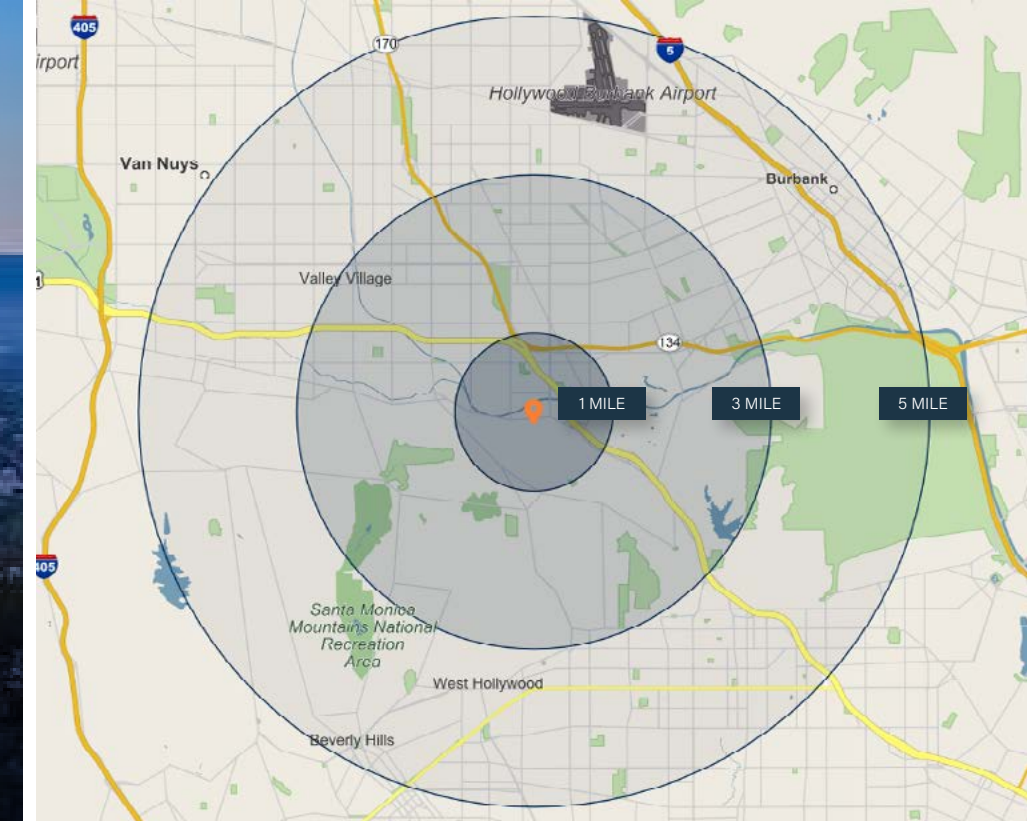 405
170
5
irport
Hollywood Burbank Airport
Van Nuys
Burbank
Valley Village
1
134
1 MILE
3 MILE
5 MILE
405
Santa Monica
Mountains National
Recreation
Area
West Hollywood
Beverly Hills